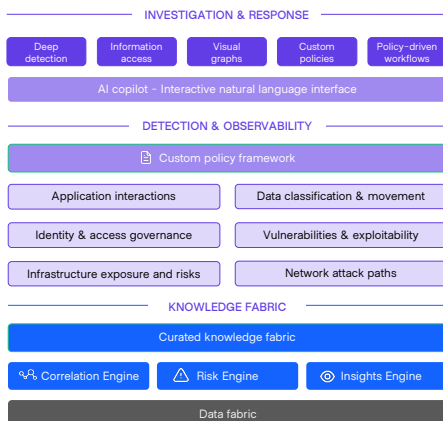 INVESTIGATION & RESPONSE
Deep
detection
Information
access
Visual
graphs
Custom
policies
Policy-driven
workflows
AI copilot - Interactive natural language interface
DETECTION & OBSERVABILITY
Custom policy framework
Application interactions
Data classification & movement
Identity & access governance
Vulnerabilities & exploitability
Infrastructure exposure and risks
Network attack paths
KNOWLEDGE FABRIC
Curated knowledge fabric
Correlation Engine
Risk Engine
Insights Engine
Data fabric